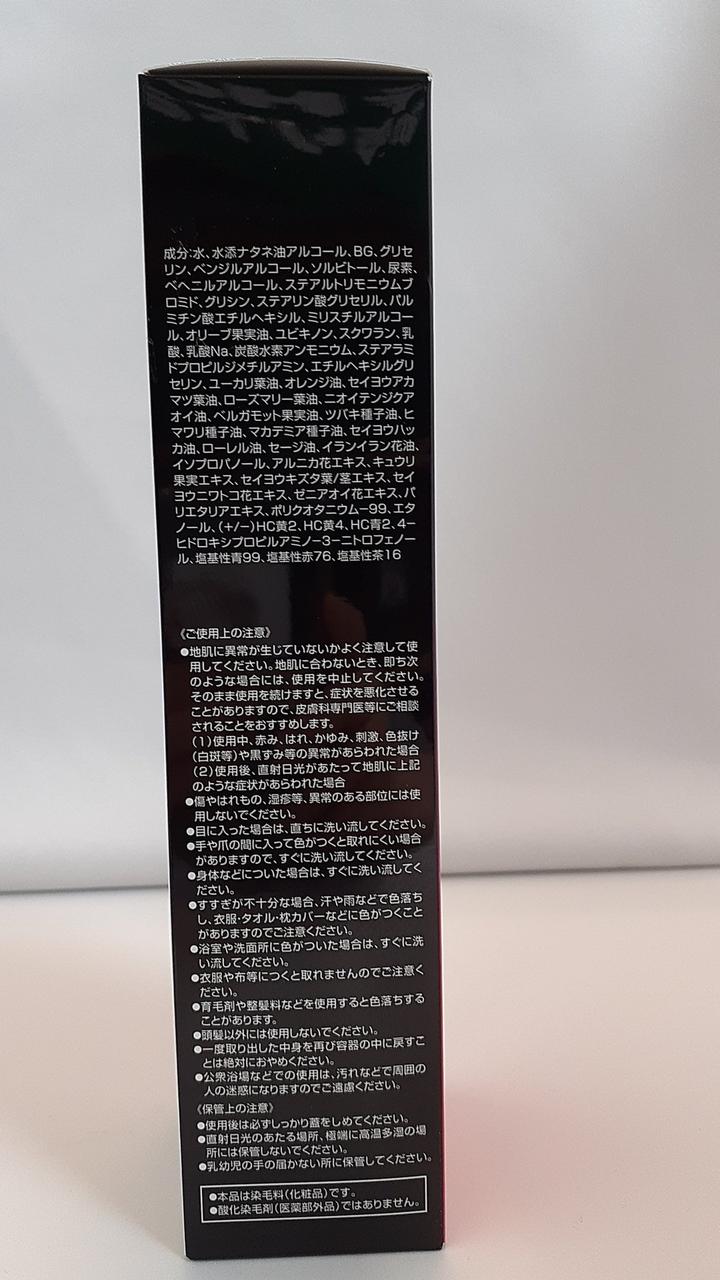 成分:水、水添ナタネ油アルコール、BG、グリセ
リン、ベンジルアルコール、ソルビトール、尿素、
ベヘニルアルコール、ステアルトリモニウムブ
ロミド、グリシン、ステアリン酸グリセリル、パル
ミチン酸エチルヘキシル、ミリスチルアルコー
ル、オリーブ果実油、ユビキノン、スクワラン、乳
酸、乳酸Na、炭酸水素アンモニウム、ステアラミ
ドプロピルジメチルアミン、エチルヘキシルグリ
セリン、ユーカリ葉油、オレンジ油、セイヨウアカ
マツ葉油、ローズマリー葉油、ニオイテンジクア
オイ油、ベルガモット果実油、ツバキ種子油、ヒ
マワリ種子油、マカデミア種子油、セイヨウハッ
カ油、ローレル油、セージ油、イランイラン花油、
イソプロパノール、アルニカ花エキス、キュウリ
果実エキス、セイヨウキズタ葉/茎エキス、セイ
ヨウニワトコ花エキス、ゼニアオイ花エキス、パ
リエタリアエキス、ポリクオタニウム-99、エタ
ノール、(+/-)HC黄2、HC黄4、HC青2、4-
ヒドロキシプロピルアミノ-3-ニトロフェノー
ル、塩基性青99、塩基性赤76、塩基性茶16
《ご使用上の注意》
●地肌に異常が生じていないかよく注意して使
用してください。地肌に合わないとき、即ち次
のような場合には、使用を中止してください。
そのまま使用を続けますと、症状を悪化させる
ことがありますので、皮膚科専門医等にご相談
されることをおすすめします。
(1)使用中、赤み、はれ、かゆみ、刺激、色抜け
(白斑等)や黒ずみ等の異常があらわれた場合
(2)使用後、直射日光があたって地肌に上記
のような症状があらわれた場合
●傷やはれもの、湿疹等、異常のある部位には使
用しないでください。
●目に入った場合は、直ちに洗い流してください。
●手や爪の間に入って色がつくと取れにくい場合
がありますので、すぐに洗い流してください。
●身体などについた場合は、すぐに洗い流してく
ださい。
●すすぎが不十分な場合、汗や雨などで色落ち
し、衣服・タオル・枕カバーなどに色がつくこと
がありますのでご注意ください。
●浴室や洗面所に色がついた場合は、すぐに洗
い流してください。
●衣服や布等につくと取れませんのでご注意く
ださい。
●育毛剤や整髪料などを使用すると色落ちする
ことがあります。
●頭髪以外には使用しないでください。
●一度取り出した中身を再び容器の中に戻すこ
とは絶対におやめください。
●公衆浴場などでの使用は、汚れなどで周囲の
人の迷惑になりますのでご遠慮ください。
《保管上の注意》
●使用後は必ずしっかり蓋をしめてください。
●直射日光のあたる場所、極端に高温多湿の場
所には保管しないでください。
●乳幼児の手の届かない所に保管してください。
●本品は染毛料(化粧品)です。
●酸化染毛剤(医薬部外品)ではありません。